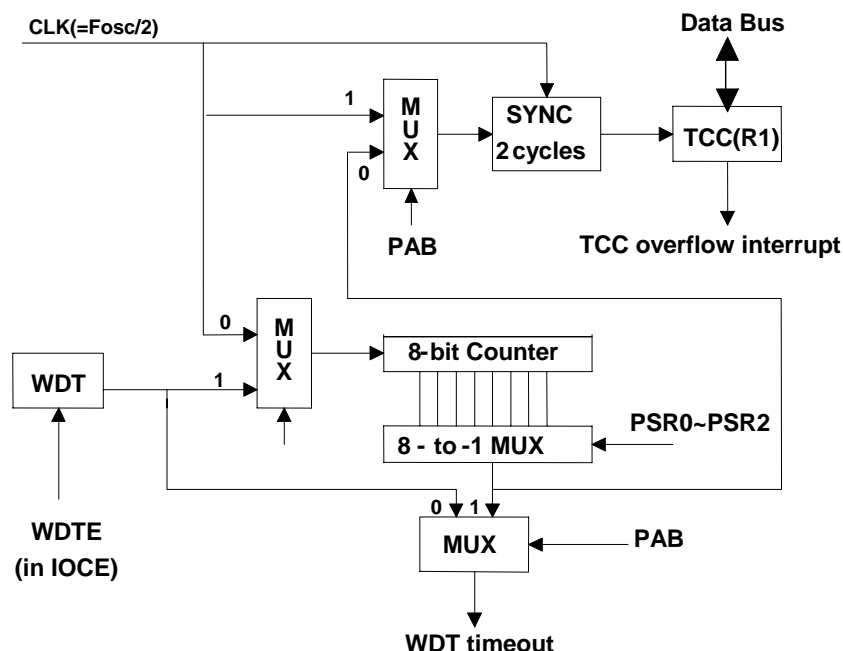 CLK(=Fosc/2)
Data Bus
1
M
U
X
0
SYNC
2 cycles
TCC(R1)
PAB
TCC overflow interrupt
0
M
U
X
1
8-bit Counter
WDT
PSR0~PSR2
8 - to -1 MUX
0
1
WDTE
(in IOCE)
MUX
PAB
WDT timeout